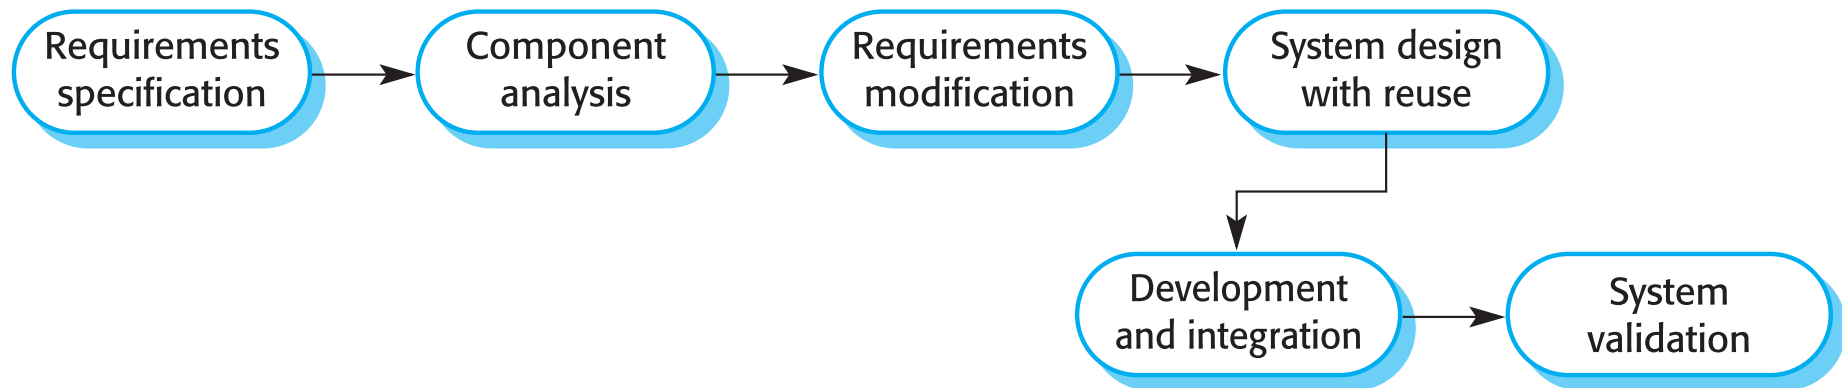 Requirements
specification
Component
analysis
Requirements
modification
System design
with reuse
Development
and integration
System
validation